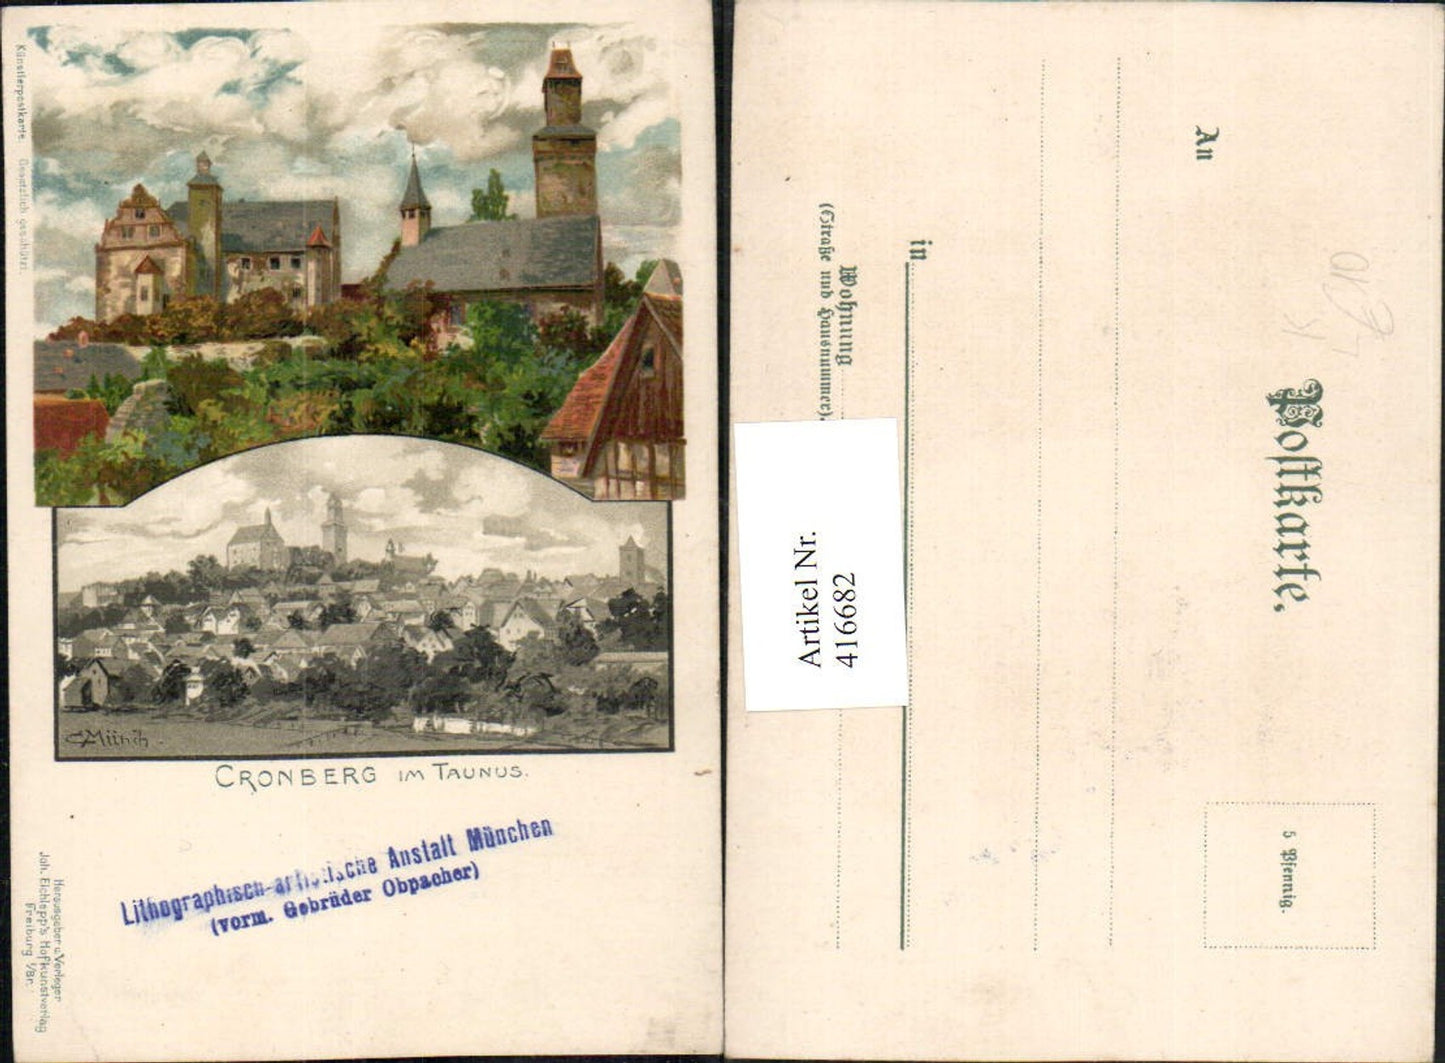 Künstlerpostkarte. Gesetzlich geschützt.
C Münch
CRONBERG IM TAUNUS.
Lithographisch-artistische Anstalt München
(vorm. Gebrüder Obpacher)
Herausgeber u. Verleger
Joh. Elchlepp's Hofkunstverlag
Freiburg i/Br.
An
Postkarte.
in
Wohnung
(Straße und Hausnummer).
5 Pfennig.
Artikel Nr.
416682